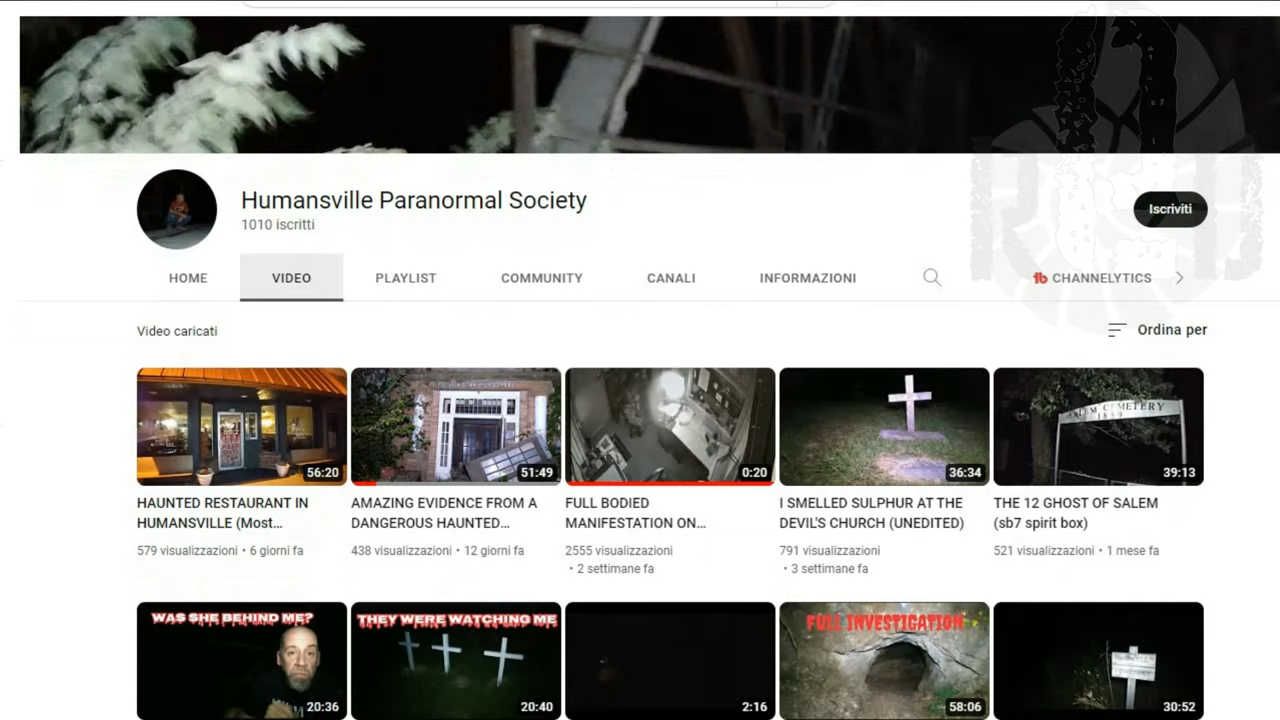 Humansville Paranormal Society
1010 iscritti
Iscriviti
HOME VIDEO PLAYLIST COMMUNITY CANALI INFORMAZIONI CHANNELYTICS
Video caricati
Ordina per
56:20 51:49 0:20 36:34 39:13
CEMETERY
1859
HAUNTED RESTAURANT IN
HUMANSVILLE (Most...
579 visualizzazioni • 6 giorni fa
AMAZING EVIDENCE FROM A
DANGEROUS HAUNTED...
438 visualizzazioni • 12 giorni fa
FULL BODIED
MANIFESTATION ON...
2555 visualizzazioni
• 2 settimane fa
I SMELLED SULPHUR AT THE
DEVIL'S CHURCH (UNEDITED)
791 visualizzazioni
• 3 settimane fa
THE 12 GHOST OF SALEM
(sb7 spirit box)
521 visualizzazioni • 1 mese fa
WAS SHE BEHIND ME?
20:36
THEY WERE WATCHING ME
20:40
2:16
FULL INVESTIGATION
58:06
30:52